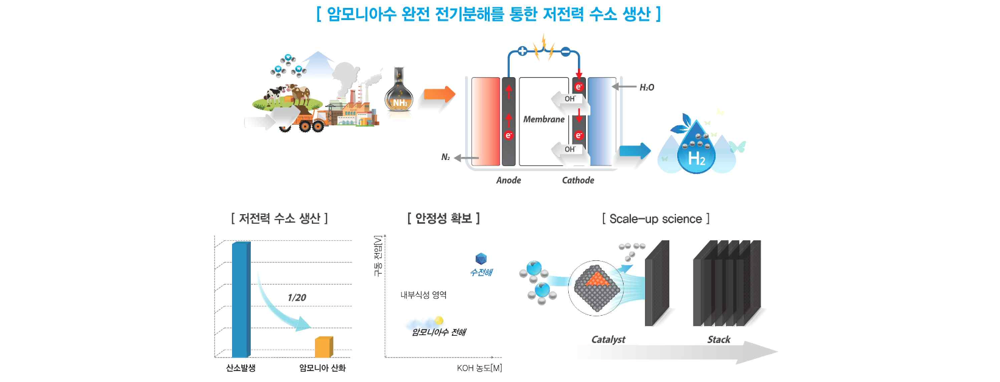 [ 암모니아수 완전 전기분해를 통한 저전력 수소 생산 ]
NH₃
e⁻
e⁻
e⁻
OH⁻
OH⁻
Membrane
H₂O
N₂
H₂
Anode
Cathode
[ 저전력 수소 생산 ]
1/20
산소발생
암모니아 산화
[ 안정성 확보 ]
구동 전압[V]
수전해
내부식성 영역
암모니아수 전해
KOH 농도[M]
[ Scale-up science ]
Catalyst
Stack